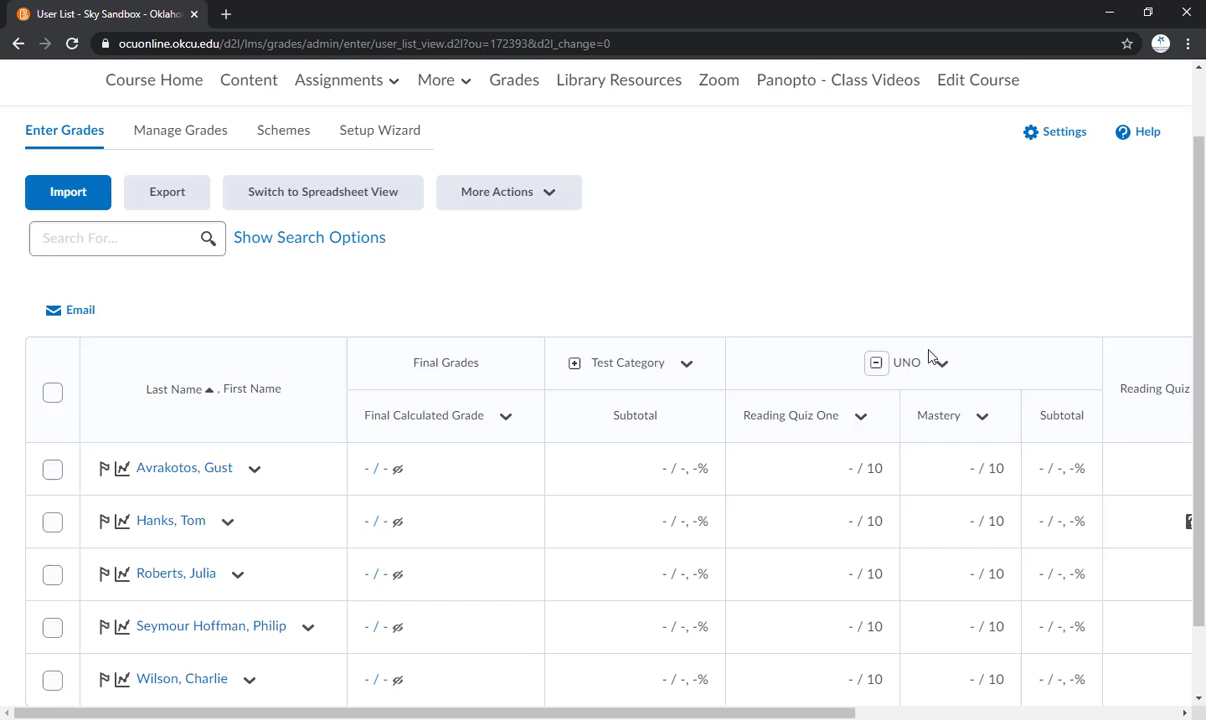 User List - Sky Sandbox - Oklaho
ocuonline.okcu.edu/d2l/lms/grades/admin/enter/user_list_view.d2l?ou=172393&d2l_change=0
Course Home Content Assignments More Grades Library Resources Zoom Panopto - Class Videos Edit Course
Enter Grades Manage Grades Schemes Setup Wizard Settings Help
Import Export Switch to Spreadsheet View More Actions
Search For... Show Search Options
Email
Final Grades Test Category UNO
Last Name , First Name Reading Quiz
Final Calculated Grade Subtotal Reading Quiz One Mastery Subtotal
Avrakotos, Gust - / - - / -, -% - / 10 - / 10 - / -, -%
Hanks, Tom - / - - / -, -% - / 10 - / 10 - / -, -%
Roberts, Julia - / - - / -, -% - / 10 - / 10 - / -, -%
Seymour Hoffman, Philip - / - - / -, -% - / 10 - / 10 - / -, -%
Wilson, Charlie - / - - / -, -% - / 10 - / 10 - / -, -%